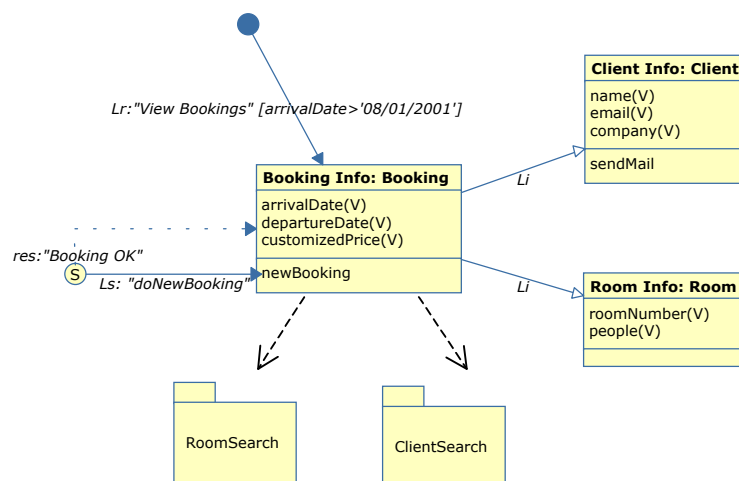 Lr:"View Bookings" [arrivalDate>'08/01/2001']
Client Info: Client
name(V)
email(V)
company(V)
sendMail
Booking Info: Booking
arrivalDate(V)
departureDate(V)
customizedPrice(V)
newBooking
Li
res:"Booking OK"
S
Ls: "doNewBooking"
Li
Room Info: Room
roomNumber(V)
people(V)
RoomSearch
ClientSearch